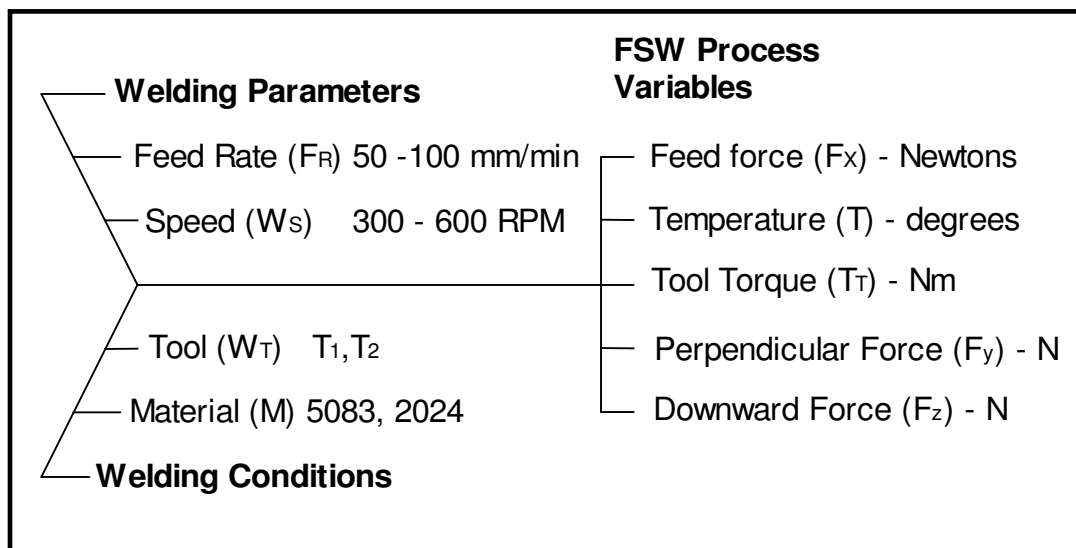 Welding Parameters
Feed Rate (FR) 50 -100 mm/min
Speed (WS) 300 - 600 RPM
Tool (WT) T1,T2
Material (M) 5083, 2024
Welding Conditions
FSW Process
Variables
Feed force (FX) - Newtons
Temperature (T) - degrees
Tool Torque (TT) - Nm
Perpendicular Force (Fy) - N
Downward Force (Fz) - N